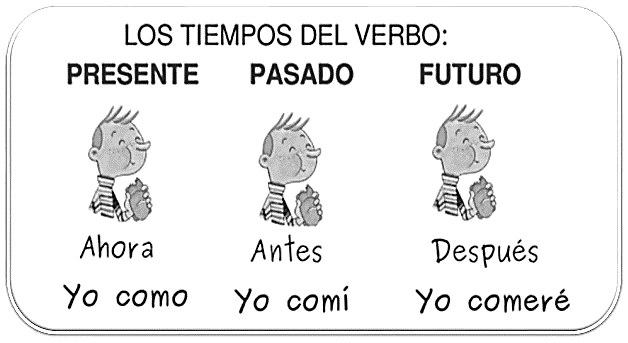 LOS TIEMPOS DEL VERBO:
PRESENTE PASADO FUTURO
Ahora Antes Después
Yo como Yo comí Yo comeré